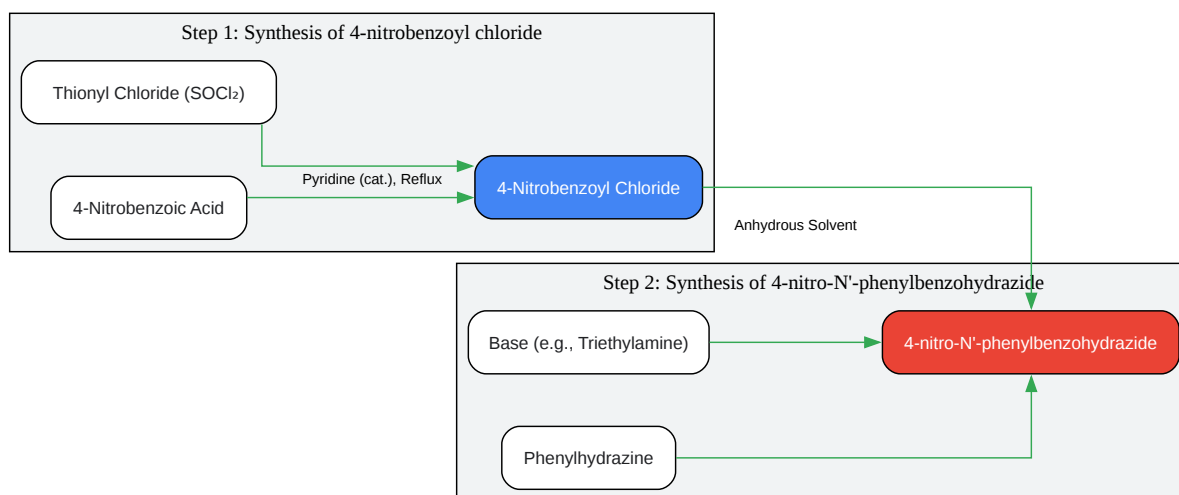 Step 1: Synthesis of 4-nitrobenzoyl chloride
Thionyl Chloride (SOCl₂)
Pyridine (cat.), Reflux
4-Nitrobenzoic Acid
4-Nitrobenzoyl Chloride
Anhydrous Solvent
Step 2: Synthesis of 4-nitro-N'-phenylbenzohydrazide
Base (e.g., Triethylamine)
4-nitro-N'-phenylbenzohydrazide
Phenylhydrazine